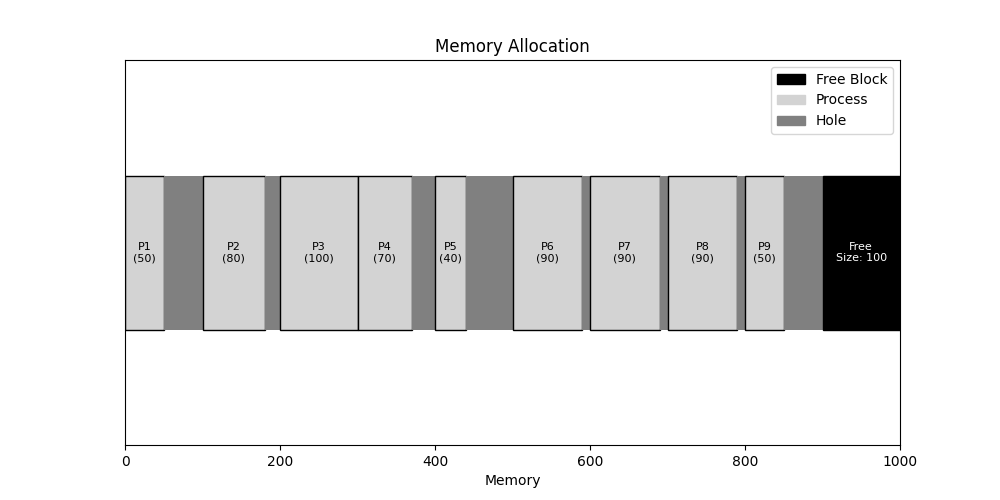 Memory Allocation
Free Block
Process
Hole
P1
(50)
P2
(80)
P3
(100)
P4
(70)
P5
(40)
P6
(90)
P7
(90)
P8
(90)
P9
(50)
Free
Size: 100
0
200
400
600
800
1000
Memory